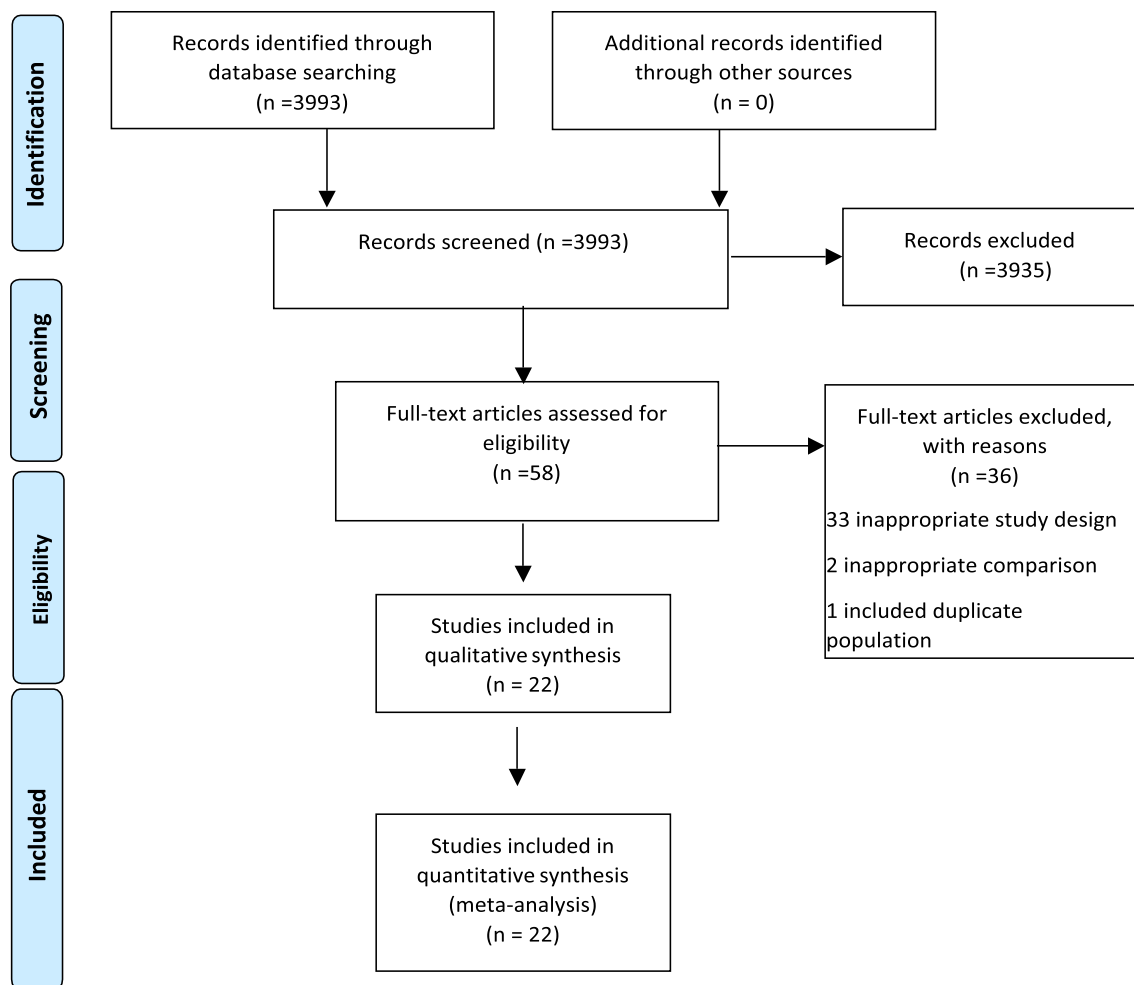 Identification
Records identified through
database searching
(n =3993)
Additional records identified
through other sources
(n = 0)
Records screened (n =3993)
Records excluded
(n =3935)
Screening
Full-text articles assessed for
eligibility
(n =58)
Full-text articles excluded,
with reasons
(n =36)
33 inappropriate study design
2 inappropriate comparison
1 included duplicate
population
Eligibility
Studies included in
qualitative synthesis
(n = 22)
Included
Studies included in
quantitative synthesis
(meta-analysis)
(n = 22)